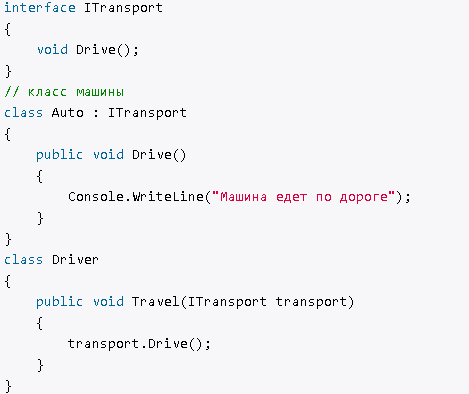 interface ITransport
{
    void Drive();
}
// класс машины
class Auto : ITransport
{
    public void Drive()
    {
        Console.WriteLine("Машина едет по дороге");
    }
}
class Driver
{
    public void Travel(ITransport transport)
    {
        transport.Drive();
    }
}